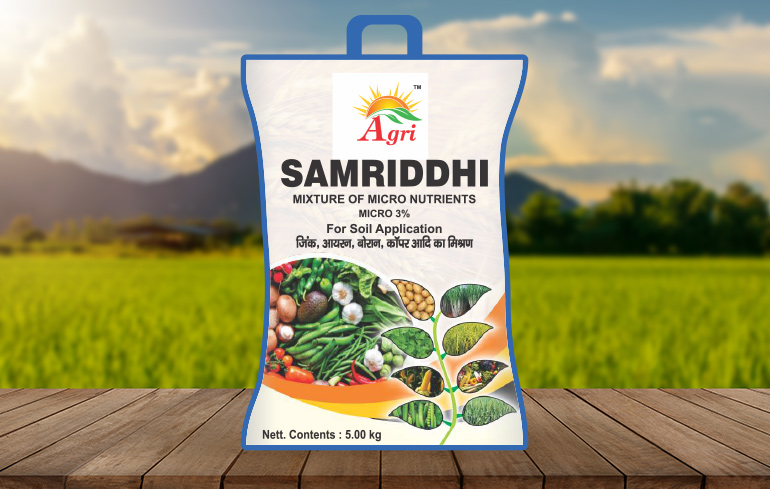 TM
Agri
SAMRIDDHI
MIXTURE OF MICRO NUTRIENTS
MICRO 3%
For Soil Application
जिंक, आयरन, बोरान, कॉपर आदि का मिश्रण
Nett. Contents : 5.00 kg